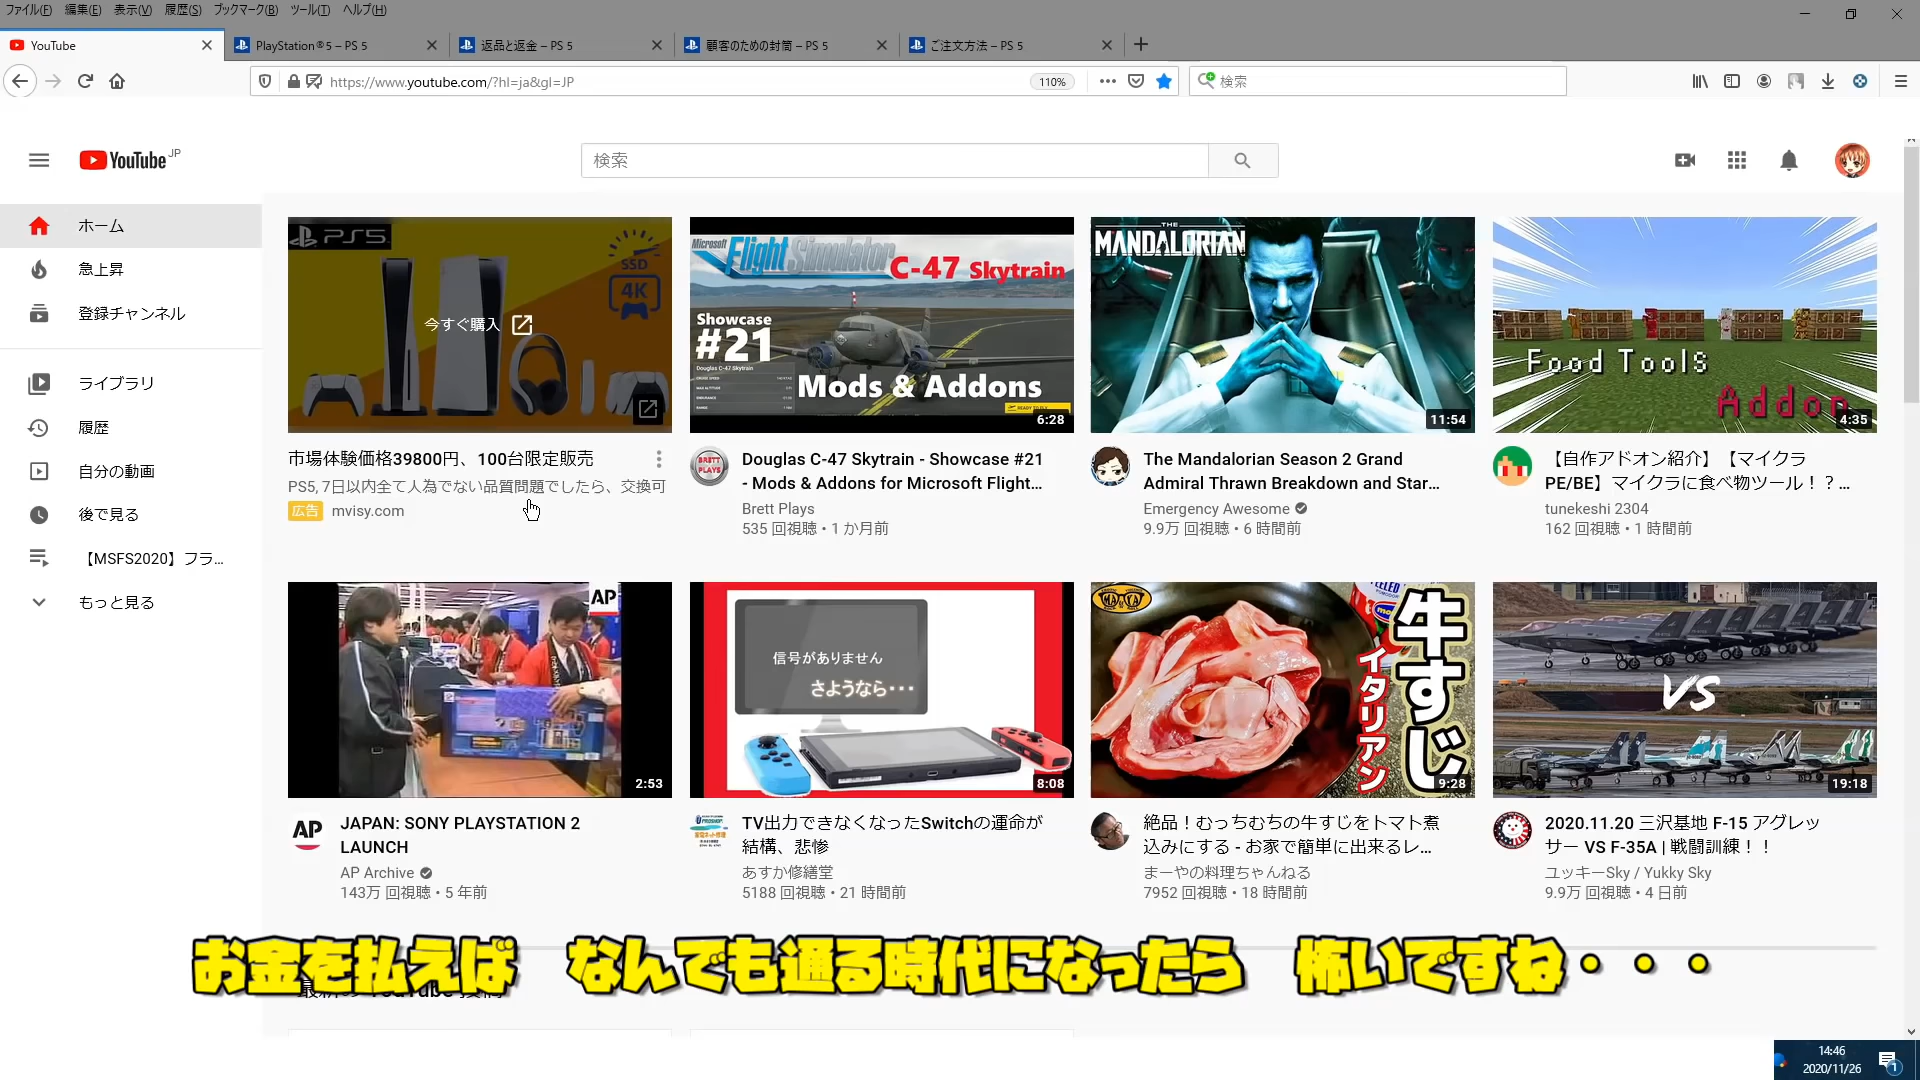 ファイル(F) 編集(E) 表示(V) 履歴(S) ブックマーク(B) ツール(T) ヘルプ(H)
YouTube
PlayStation®5 – PS 5
返品と返金 – PS 5
顧客のための封筒 – PS 5
ご注文方法 – PS 5
https://www.youtube.com/?hl=ja&gl=JP
110%
検索
YouTube JP
検索
ホーム
急上昇
登録チャンネル
ライブラリ
履歴
自分の動画
後で見る
【MSFS2020】フラ...
もっと見る
PS5
SSD
4K
今すぐ購入
市場体験価格39800円、100台限定販売
PS5, 7日以内全て人為でない品質問題でしたら、交換可
広告 mvisy.com
Microsoft
Flight Simulator
C-47 Skytrain
Showcase
#21
Douglas C-47 Skytrain
Mods & Addons
6:28
Douglas C-47 Skytrain - Showcase #21
- Mods & Addons for Microsoft Flight...
Brett Plays
535 回視聴・1 か月前
THE
MANDALORIAN
11:54
The Mandalorian Season 2 Grand
Admiral Thrawn Breakdown and Star...
Emergency Awesome
9.9万 回視聴・6 時間前
Food Tools
Addon
4:35
【自作アドオン紹介】【マイクラ
PE/BE】マイクラに食べ物ツール！？...
tunekeshi 2304
162 回視聴・1 時間前
AP
2:53
AP
JAPAN: SONY PLAYSTATION 2
LAUNCH
AP Archive
143万 回視聴・5 年前
信号がありません
さようなら・・・
8:08
TV出力できなくなったSwitchの運命が
結構、悲惨
あすか修繕堂
5188 回視聴・21 時間前
牛すじ
イタリアン
9:28
絶品！むっちむちの牛すじをトマト煮
込みにする - お家で簡単に出来るレ...
まーやの料理ちゃんねる
7952 回視聴・18 時間前
VS
19:18
2020.11.20 三沢基地 F-15 アグレッ
サー VS F-35A | 戦闘訓練！！
ユッキーSky / Yukky Sky
9.9万 回視聴・4 日前
お金を払えば なんでも通る時代になったら 怖いですね・・・
14:46
2020/11/26
1